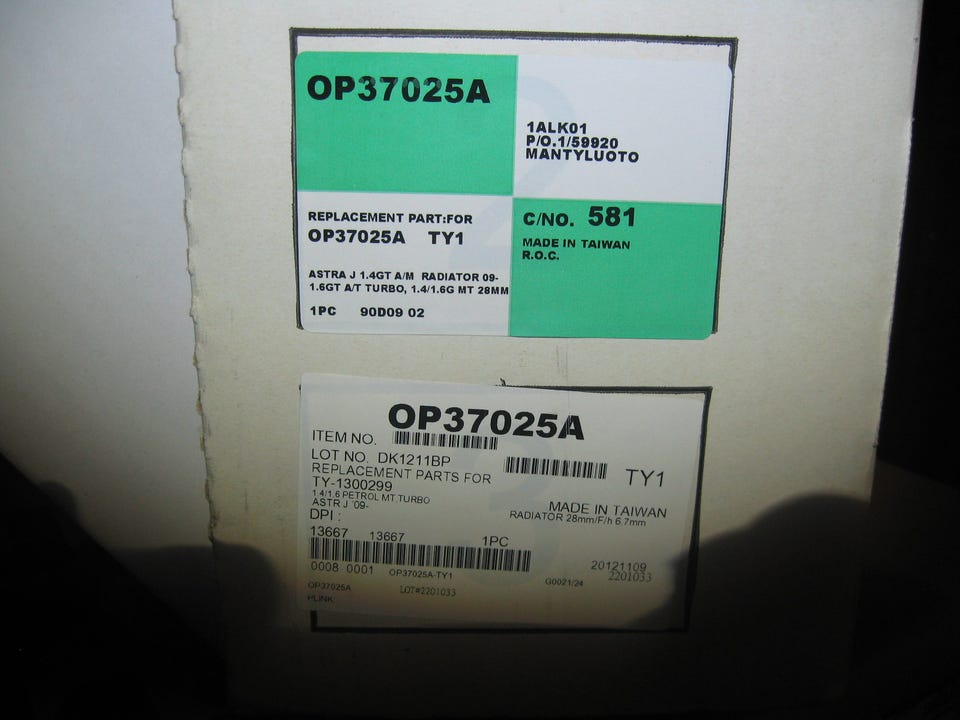 OP37025A
1ALK01
P/O.1/59920
MANTYLUOTO
REPLACEMENT PART:FOR
OP37025A TY1
ASTRA J 1.4GT A/M RADIATOR 09-
1.6GT A/T TURBO, 1.4/1.6G MT 28MM
1PC 90D09 02
C/NO. 581
MADE IN TAIWAN
R.O.C.
OP37025A
ITEM NO.
LOT NO. DK1211BP
REPLACEMENT PARTS FOR
TY-1300299
TY1
1.4/1.6 PETROL MT TURBO
ASTR J '09-
MADE IN TAIWAN
RADIATOR 28mm/F/h 6.7mm
DPI :
13667 13667 1PC
20121109
0008 0001 OP37025A-TY1 G0021/24 2201033
OP37025A LOT#2201033
PLINK: